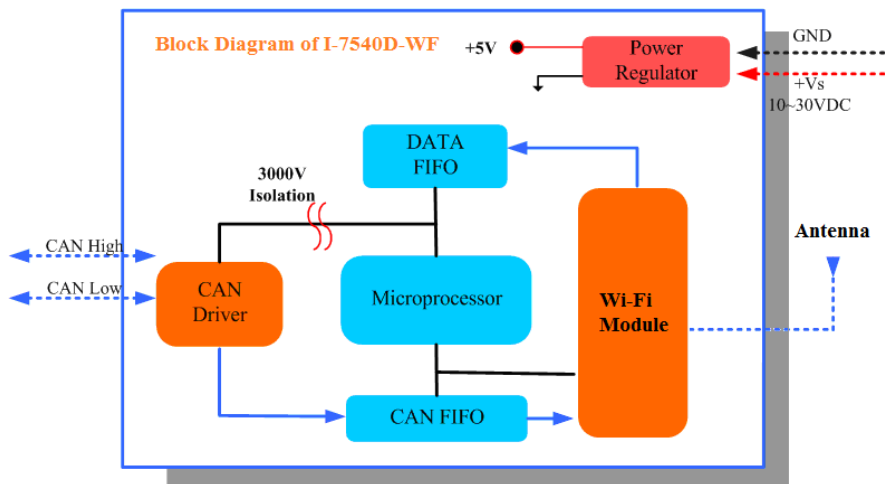 Block Diagram of I-7540D-WF
+5V
Power
Regulator
GND
+Vs
10~30VDC
DATA
FIFO
3000V
Isolation
CAN High
CAN Low
CAN
Driver
Microprocessor
Wi-Fi
Module
Antenna
CAN FIFO